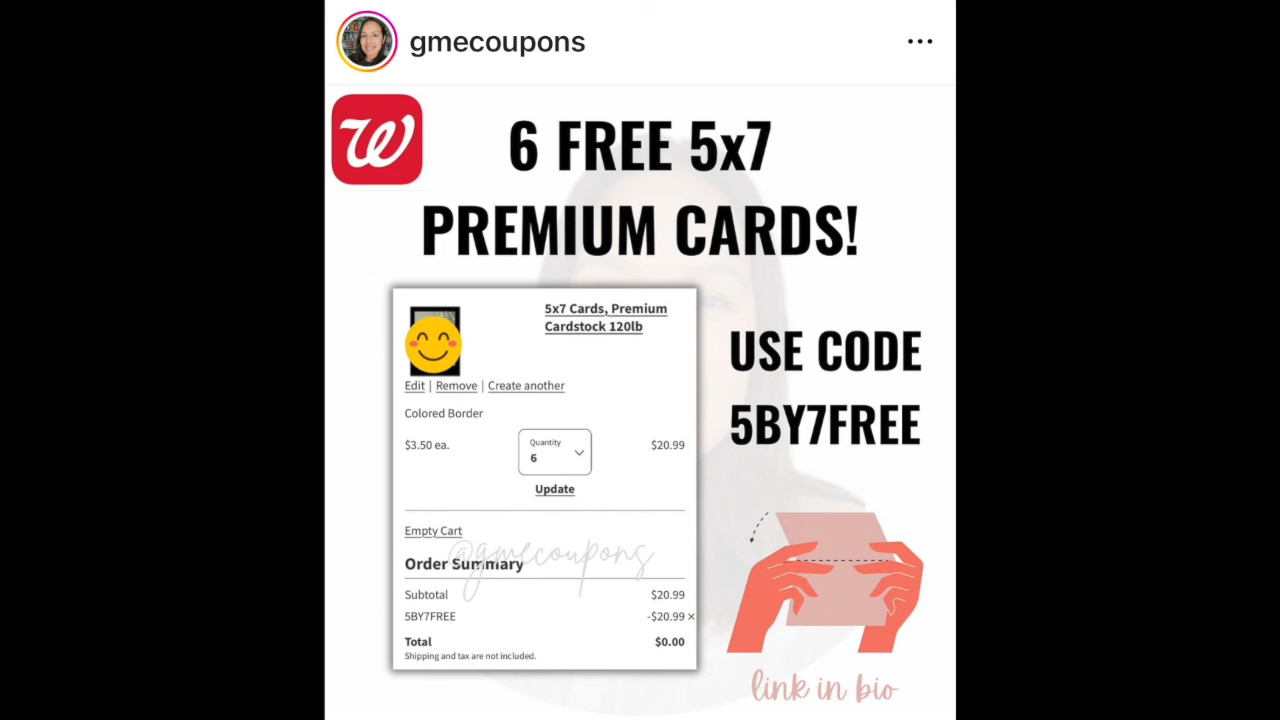 gmecoupons
6 FREE 5x7
PREMIUM CARDS!
5x7 Cards, Premium
Cardstock 120lb
Edit | Remove | Create another
Colored Border
$3.50 ea.
Quantity
6
$20.99
Update
USE CODE
5BY7FREE
Empty Cart
@gmecoupons
Order Summary
Subtotal $20.99
5BY7FREE -$20.99 ×
Total $0.00
Shipping and tax are not included.
link in bio